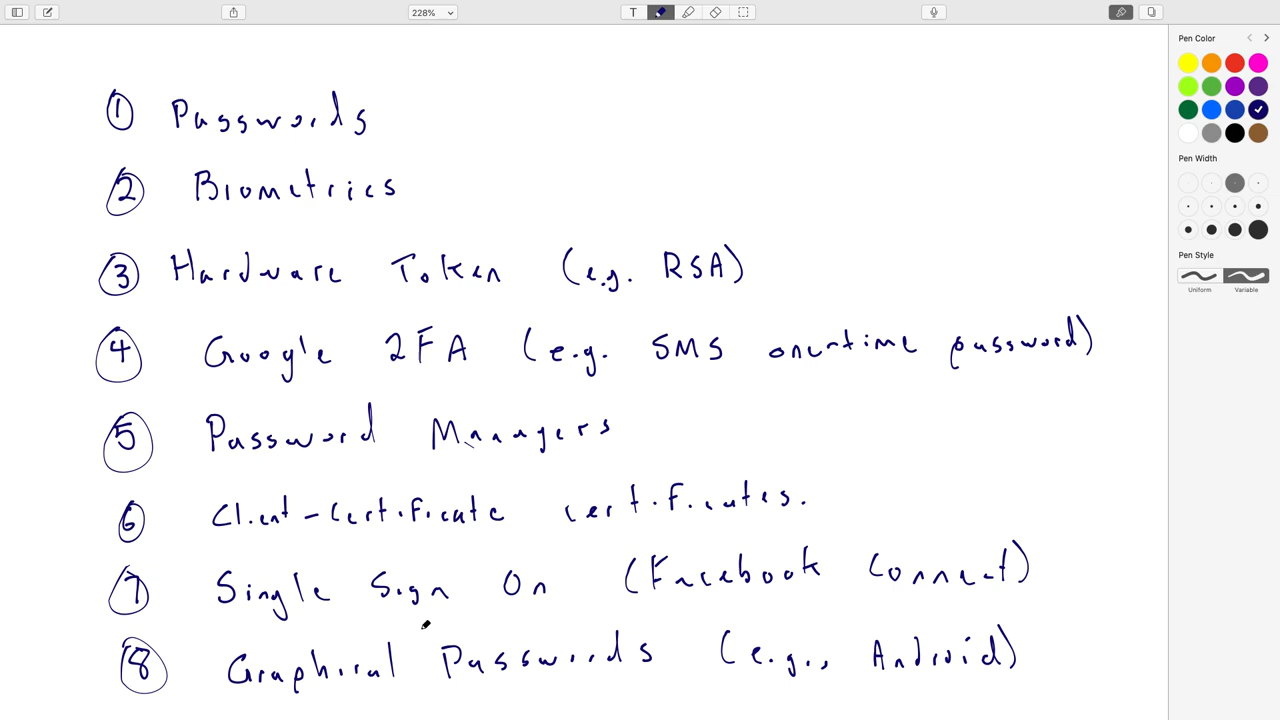 228%
T
Pen Color
① Passwords
② Biometrics
Pen Width
③ Hardware Token (e.g. RSA)
Pen Style
Uniform Variable
④ Google 2FA (e.g. SMS one-time password)
⑤ Password Managers
⑥ Client-Certificate certificates.
⑦ Single Sign On (Facebook Connect)
⑧ Graphical Passwords (e.g., Android)